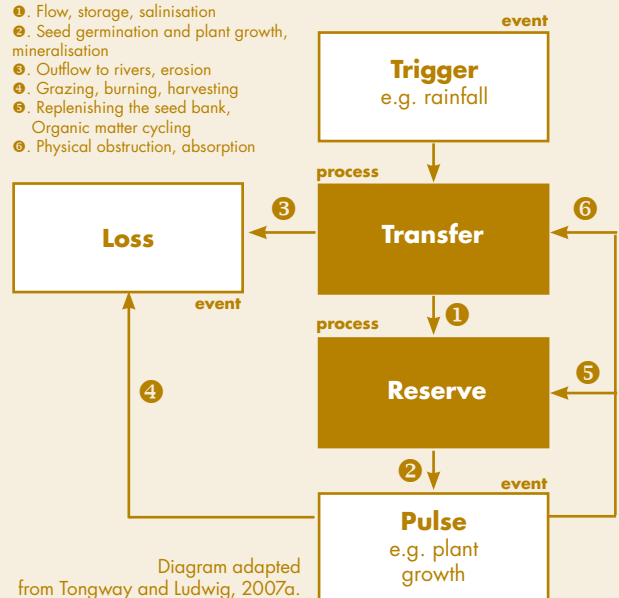 ❶. Flow, storage, salinisation
❷. Seed germination and plant growth,
mineralisation
❸. Outflow to rivers, erosion
❹. Grazing, burning, harvesting
❺. Replenishing the seed bank,
Organic matter cycling
❻. Physical obstruction, absorption
event
Trigger
e.g. rainfall
process
Transfer
❸
❻
Loss
event
❶
process
Reserve
❺
❹
❷
event
Pulse
e.g. plant
growth
Diagram adapted
from Tongway and Ludwig, 2007a.